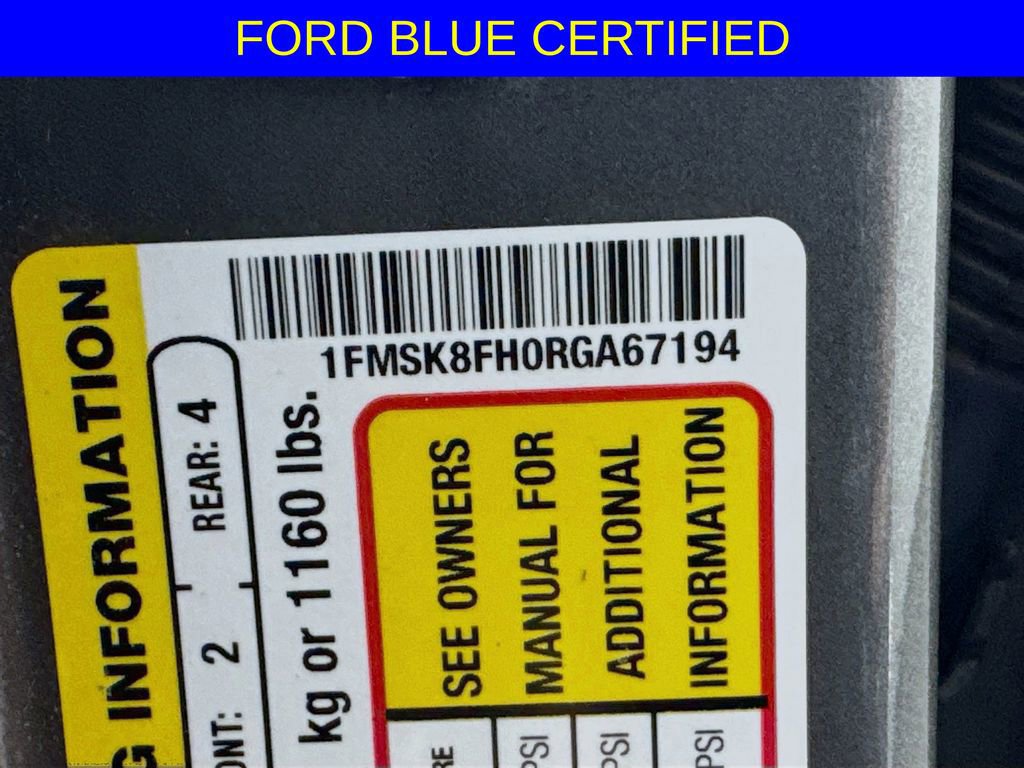 FORD BLUE CERTIFIED
1FMSK8FH0RGA67194
G INFORMATION
ONT: 2 REAR: 4
kg or 1160 lbs.
SEE OWNERS
MANUAL FOR
ADDITIONAL
INFORMATION
RE
PSI
PSI
PSI